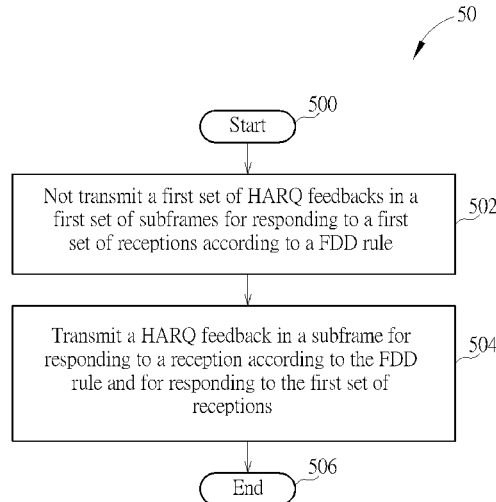 50
500
Start
Not transmit a first set of HARQ feedbacks in a
first set of subframes for responding to a first
set of receptions according to a FDD rule
502
Transmit a HARQ feedback in a subframe for
responding to a reception according to the FDD
rule and for responding to the first set of
receptions
504
506
End